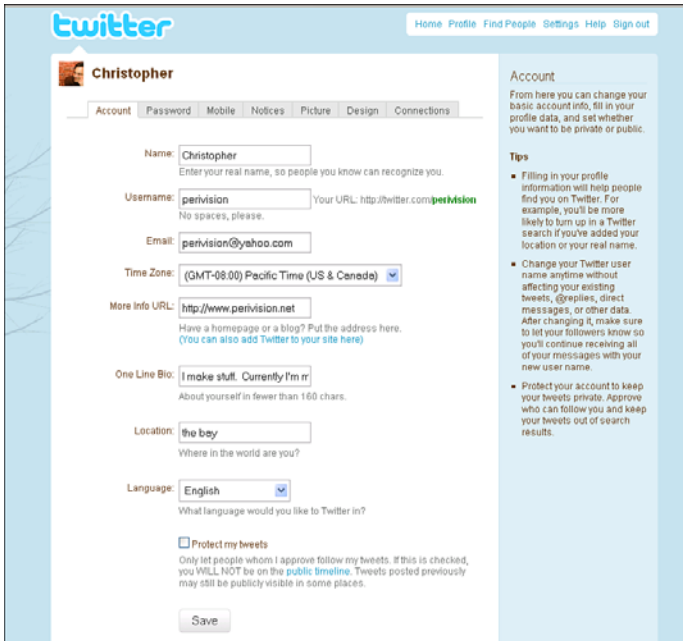 twitter
Home Profile Find People Settings Help Sign out
Christopher
Account Password Mobile Notices Picture Design Connections
Name: Christopher
Enter your real name, so people you know can recognize you.
Username: perivision Your URL: http://twitter.com/perivision
No spaces, please.
Email: perivision@yahoo.com
Time Zone: (GMT-08:00) Pacific Time (US & Canada)
More Info URL: http://www.perivision.net
Have a homepage or a blog? Put the address here.
(You can also add Twitter to your site here)
One Line Bio: I make stuff. Currently I'm m
About yourself in fewer than 160 chars.
Location: the bay
Where in the world are you?
Language: English
What language would you like to Twitter in?
Protect my tweets
Only let people whom I approve follow my tweets. If this is checked,
you WILL NOT be on the public timeline. Tweets posted previously
may still be publicly visible in some places.
Save
Account
From here you can change your
basic account info, fill in your
profile data, and set whether
you want to be private or public.
Tips
Filling in your profile
information will help people
find you on Twitter. For
example, you'll be more
likely to turn up in a Twitter
search if you've added your
location or your real name.
Change your Twitter user
name anytime without
affecting your existing
tweets, @replies, direct
messages, or other data.
After changing it, make sure
to let your followers know so
you'll continue receiving all
of your messages with your
new user name.
Protect your account to keep
your tweets private. Approve
who can follow you and keep
your tweets out of search
results.